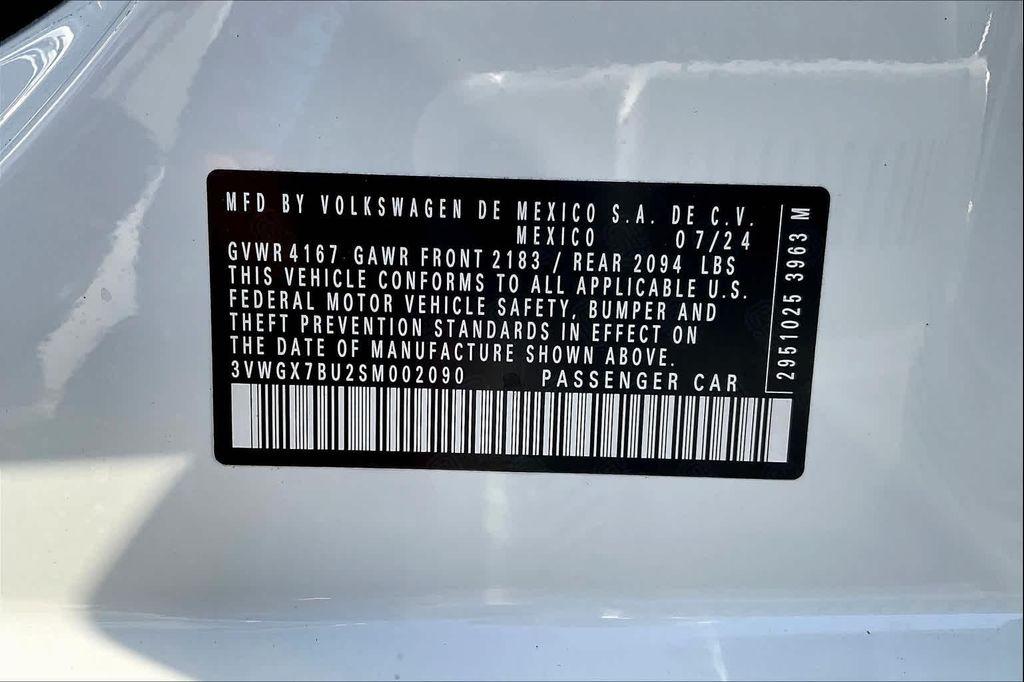 MFD BY VOLKSWAGEN DE MEXICO S.A. DE C.V.
MEXICO 07/24
GVWR 4167 GAWR FRONT 2183 / REAR 2094 LBS
THIS VEHICLE CONFORMS TO ALL APPLICABLE U.S.
FEDERAL MOTOR VEHICLE SAFETY, BUMPER AND
THEFT PREVENTION STANDARDS IN EFFECT ON
THE DATE OF MANUFACTURE SHOWN ABOVE.
3VWGX7BU2SM002090 PASSENGER CAR
2951025 3963 M